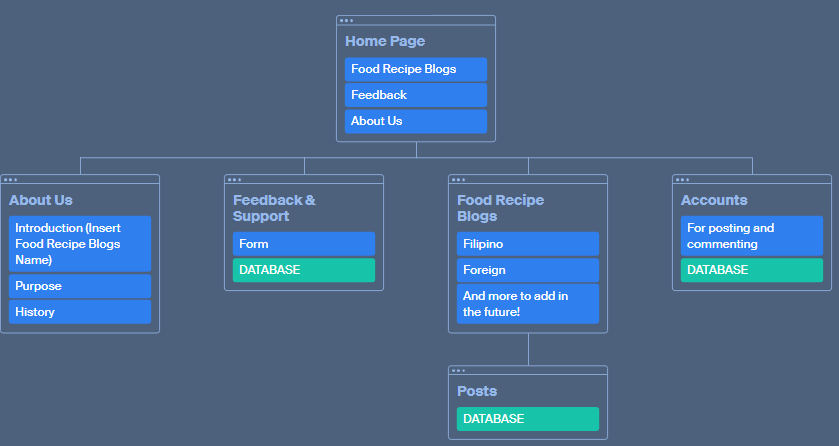 Home Page
Food Recipe Blogs
Feedback
About Us
About Us
Introduction (Insert
Food Recipe Blogs
Name)
Purpose
History
Feedback &
Support
Form
DATABASE
Food Recipe
Blogs
Filipino
Foreign
And more to add in
the future!
Accounts
For posting and
commenting
DATABASE
Posts
DATABASE